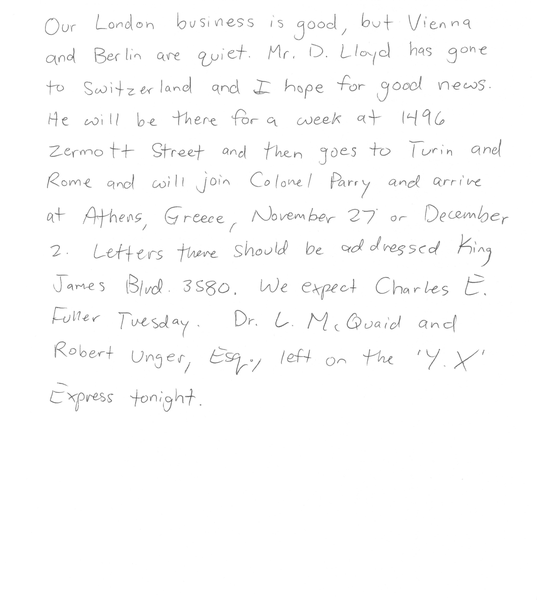 Our London business is good, but Vienna
and Berlin are quiet. Mr. D. Lloyd has gone
to Switzerland and I hope for good news.
He will be there for a week at 1496
Zermott Street and then goes to Turin and
Rome and will join Colonel Parry and arrive
at Athens, Greece, November 27 or December
2. Letters there should be addressed King
James Blvd. 3580. We expect Charles E.
Fuller Tuesday. Dr. L. McQuaid and
Robert Unger, Esq., left on the 'Y.X'
Express tonight.